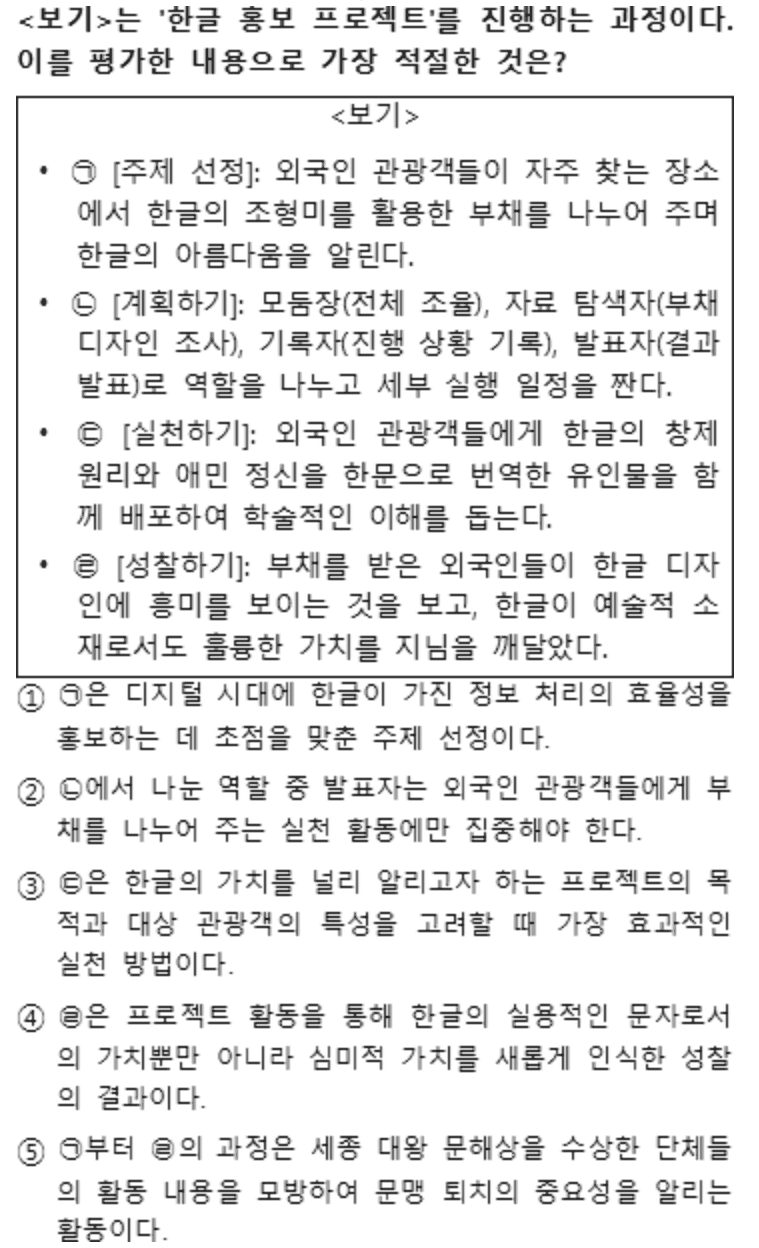 <보기>는 '한글 홍보 프로젝트'를 진행하는 과정이다.
이를 평가한 내용으로 가장 적절한 것은?
<보기>
• ㉠ [주제 선정]: 외국인 관광객들이 자주 찾는 장소
에서 한글의 조형미를 활용한 부채를 나누어 주며
한글의 아름다움을 알린다.
• ㉡ [계획하기]: 모둠장(전체 조율), 자료 탐색자(부채
디자인 조사), 기록자(진행 상황 기록), 발표자(결과
발표)로 역할을 나누고 세부 실행 일정을 짠다.
• ㉢ [실천하기]: 외국인 관광객들에게 한글의 창제
원리와 애민 정신을 한문으로 번역한 유인물을 함
께 배포하여 학술적인 이해를 돕는다.
• ㉣ [성찰하기]: 부채를 받은 외국인들이 한글 디자
인에 흥미를 보이는 것을 보고, 한글이 예술적 소
재로서도 훌륭한 가치를 지님을 깨달았다.
① ㉠은 디지털 시대에 한글이 가진 정보 처리의 효율성을
홍보하는 데 초점을 맞춘 주제 선정이다.
② ㉡에서 나눈 역할 중 발표자는 외국인 관광객들에게 부
채를 나누어 주는 실천 활동에만 집중해야 한다.
③ ㉢은 한글의 가치를 널리 알리고자 하는 프로젝트의 목
적과 대상 관광객의 특성을 고려할 때 가장 효과적인
실천 방법이다.
④ ㉣은 프로젝트 활동을 통해 한글의 실용적인 문자로서
의 가치뿐만 아니라 심미적 가치를 새롭게 인식한 성찰
의 결과이다.
⑤ ㉠부터 ㉣의 과정은 세종 대왕 문해상을 수상한 단체들
의 활동 내용을 모방하여 문맹 퇴치의 중요성을 알리는
활동이다.